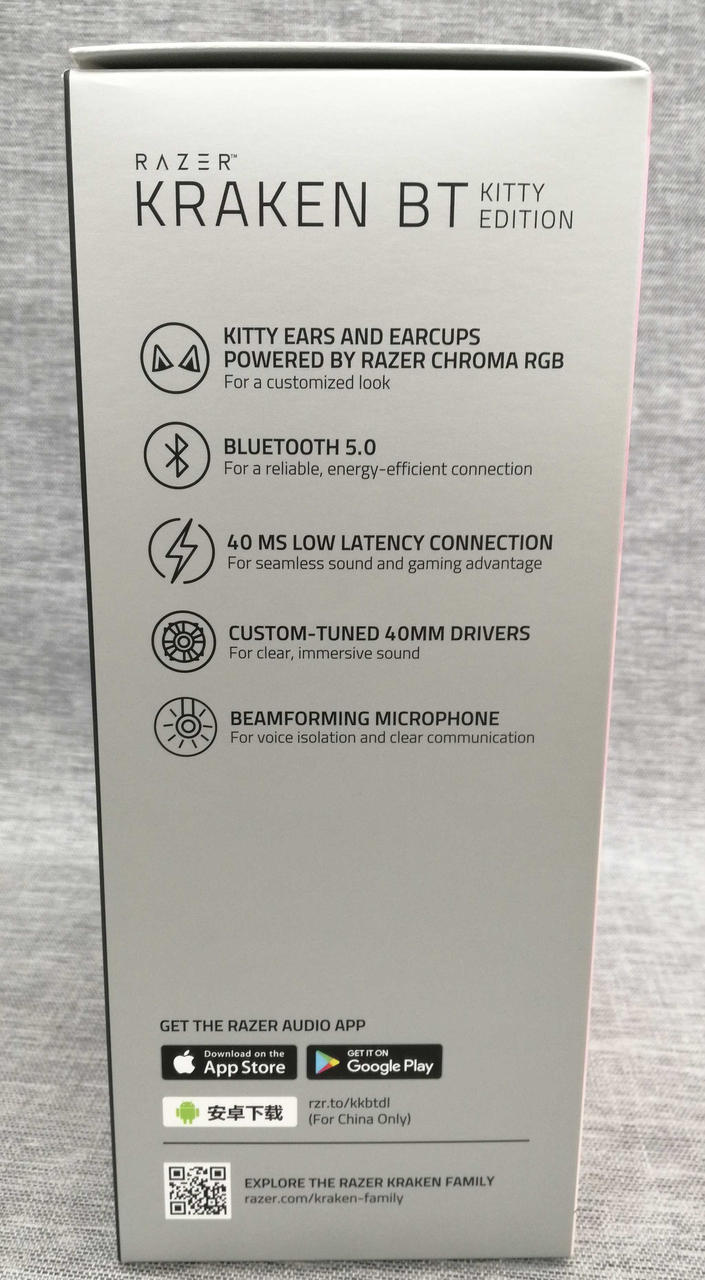 RAZER™
KRAKEN BT KITTY EDITION
KITTY EARS AND EARCUPS
POWERED BY RAZER CHROMA RGB
For a customized look
BLUETOOTH 5.0
For a reliable, energy-efficient connection
40 MS LOW LATENCY CONNECTION
For seamless sound and gaming advantage
CUSTOM-TUNED 40MM DRIVERS
For clear, immersive sound
BEAMFORMING MICROPHONE
For voice isolation and clear communication
GET THE RAZER AUDIO APP
Download on the
App Store
GET IT ON
Google Play
安卓下载
rzr.to/kkbtdl
(For China Only)
EXPLORE THE RAZER KRAKEN FAMILY
razer.com/kraken-family